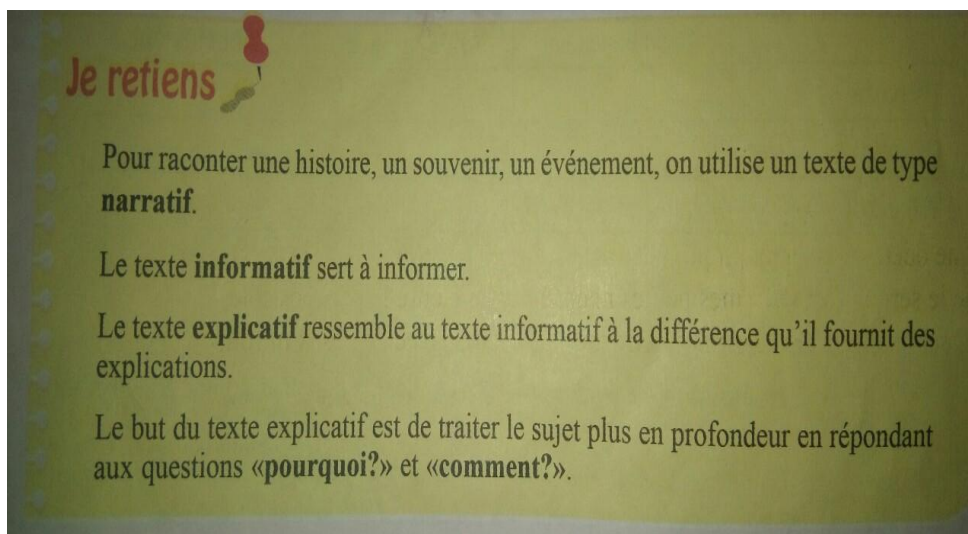 Je retiens
Pour raconter une histoire, un souvenir, un événement, on utilise un texte de type
narratif.
Le texte informatif sert à informer.
Le texte explicatif ressemble au texte informatif à la différence qu’il fournit des
explications.
Le but du texte explicatif est de traiter le sujet plus en profondeur en répondant
aux questions «pourquoi?» et «comment?».